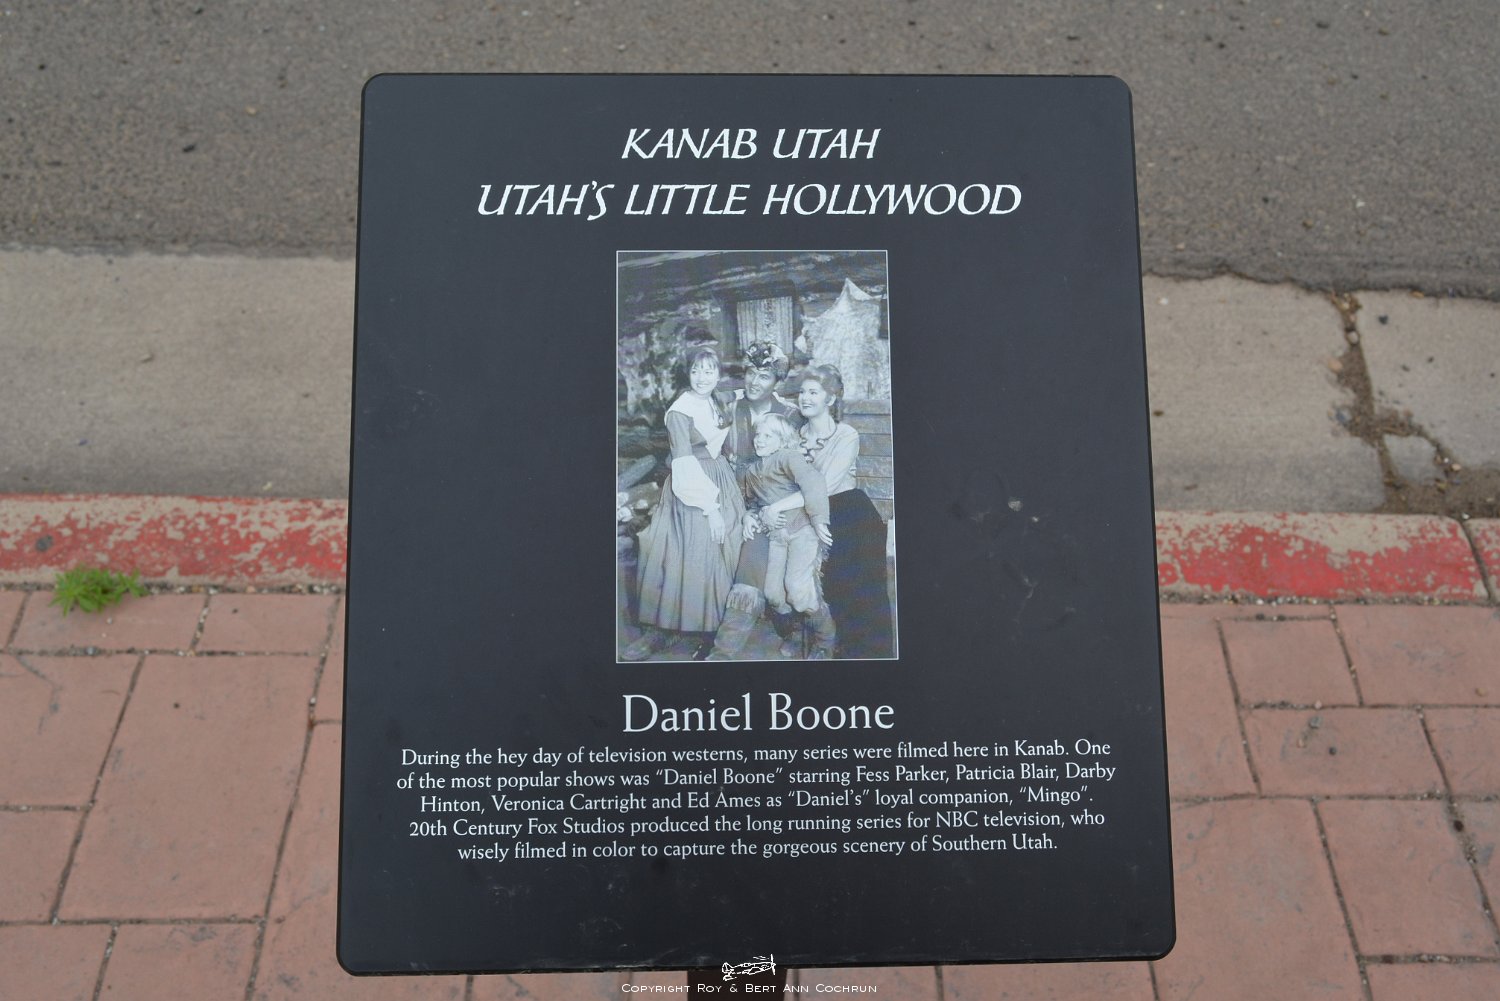 KANAB UTAH
UTAH'S LITTLE HOLLYWOOD
Daniel Boone
During the hey day of television westerns, many series were filmed here in Kanab. One
of the most popular shows was "Daniel Boone" starring Fess Parker, Patricia Blair, Darby
Hinton, Veronica Cartright and Ed Ames as "Daniel's" loyal companion, "Mingo".
20th Century Fox Studios produced the long running series for NBC television, who
wisely filmed in color to capture the gorgeous scenery of Southern Utah.
COPYRIGHT ROY & BERT ANN COCHRUN